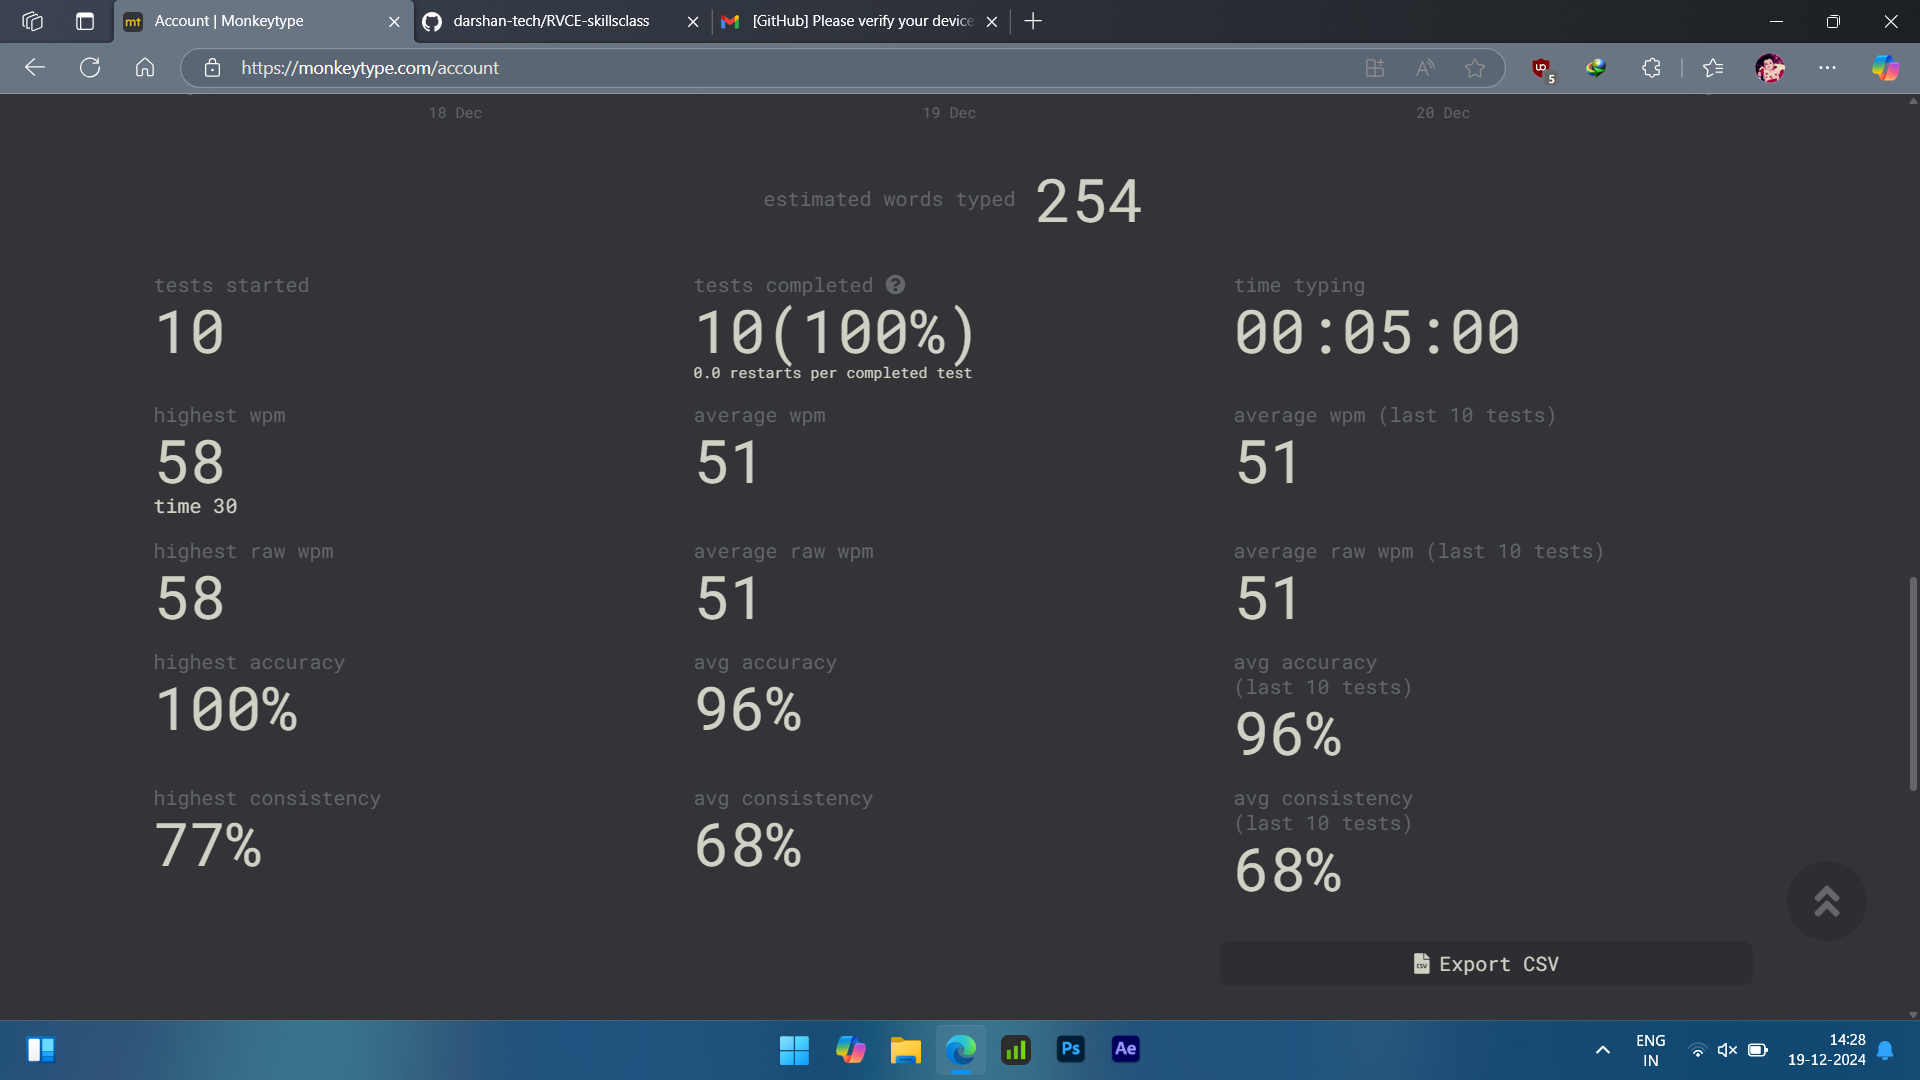 Account | Monkeytype
darshan-tech/RVCE-skillsclass
[GitHub] Please verify your device
https://monkeytype.com/account
5
18 Dec
19 Dec
20 Dec
estimated words typed 254
tests started
10
tests completed ?
10(100%)
0.0 restarts per completed test
time typing
00:05:00
highest wpm
58
time 30
average wpm
51
average wpm (last 10 tests)
51
highest raw wpm
58
average raw wpm
51
average raw wpm (last 10 tests)
51
highest accuracy
100%
avg accuracy
96%
avg accuracy
(last 10 tests)
96%
highest consistency
77%
avg consistency
68%
avg consistency
(last 10 tests)
68%
Export CSV
Ps
Ae
ENG
IN
14:28
19-12-2024